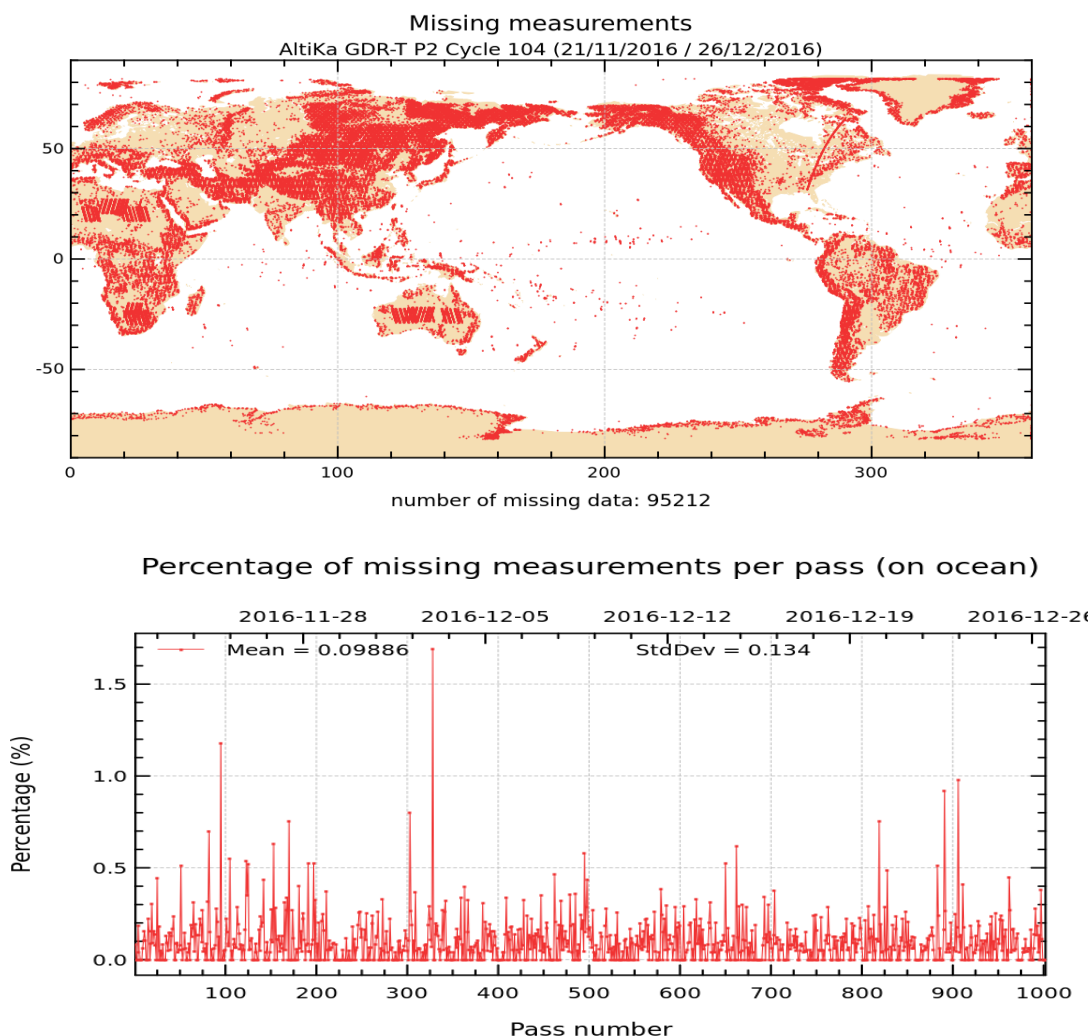 Missing measurements
AltiKa GDR-T P2 Cycle 104 (21/11/2016 / 26/12/2016)
50
0
-50
0 100 200 300
number of missing data: 95212
Percentage of missing measurements per pass (on ocean)
2016-11-28 2016-12-05 2016-12-12 2016-12-19 2016-12-26
Mean = 0.09886 StdDev = 0.134
1.5
1.0
0.5
0.0
Percentage (%)
100 200 300 400 500 600 700 800 900 1000
Pass number